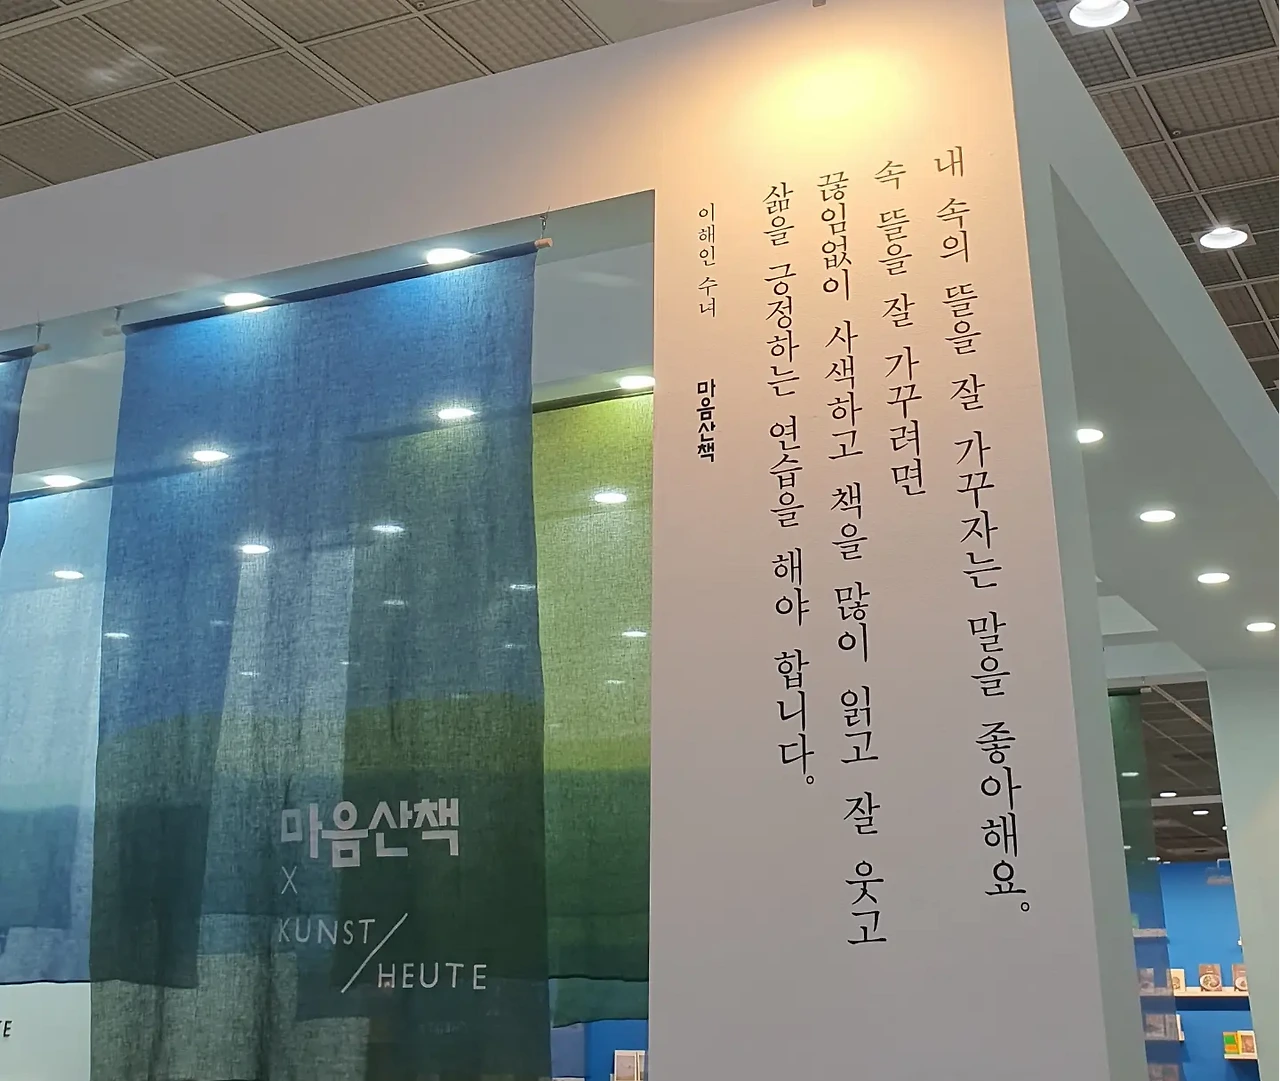 내 속의 뜰을 잘 가꾸자는 말을 좋아해요.
속 뜰을 잘 가꾸려면
끊임없이 사색하고 책을 많이 읽고 잘 웃고
삶을 긍정하는 연습을 해야 합니다.
이해인 수녀 마음산책
마음산책
X
KUNST/
HEUTE
TE